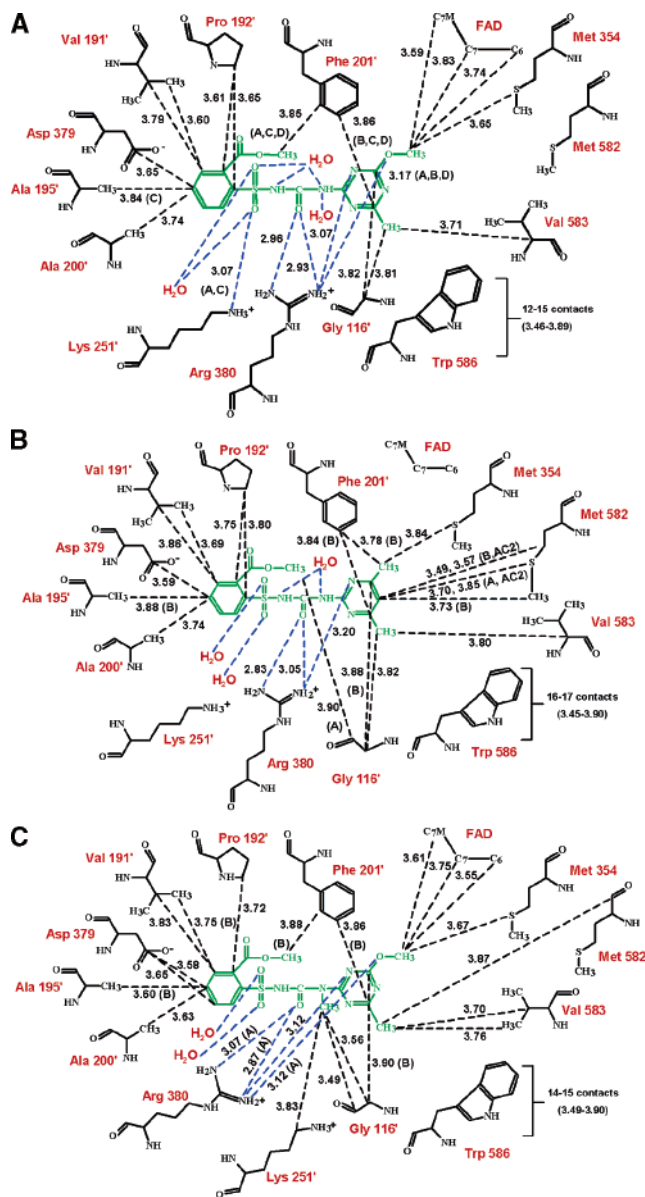 A
Val 191'
Pro 192'
Phe 201'
FAD
C7M
C7
C6
Met 354
Met 582
Asp 379
Ala 195'
Ala 200'
Lys 251'
Arg 380
Gly 116'
Trp 586
Val 583
H2O
H2O
H2O
3.79
3.60
3.61
3.65
3.85
(A,C,D)
3.86
(B,C,D)
3.59
3.83
3.74
3.65
3.65
3.84 (C)
3.74
3.17 (A,B,D)
3.71
2.96
2.93
3.07
3.07
(A,C)
3.82
3.81
12-15 contacts
(3.46-3.89)
B
Val 191'
Pro 192'
Phe 201'
FAD
C7M
C7
C6
Met 354
Met 582
Asp 379
Ala 195'
Ala 200'
Lys 251'
Arg 380
Gly 116'
Trp 586
Val 583
H2O
H2O
H2O
3.86
3.69
3.75
3.80
3.84 (B)
3.78 (B)
3.84
3.49, 3.57 (B,AC2)
3.70, 3.85 (A, AC2)
3.73 (B)
3.59
3.88 (B)
3.74
3.80
2.83
3.05
3.20
3.90
(A)
3.88
(B)
3.82
16-17 contacts
(3.45-3.90)
C
Val 191'
Pro 192'
Phe 201'
FAD
C7M
C7
C6
Met 354
Met 582
Asp 379
Ala 195'
Ala 200'
Arg 380
Lys 251'
Gly 116'
Trp 586
Val 583
H2O
H2O
3.83
3.75 (B)
3.72
3.88
(B)
3.86
(B)
3.61
3.75
3.55
3.67
3.87
3.58
3.65
3.60 (B)
3.63
3.07 (A)
2.87 (A)
3.12
3.12 (A)
3.56
3.49
3.83
3.90 (B)
3.70
3.76
14-15 contacts
(3.49-3.90)